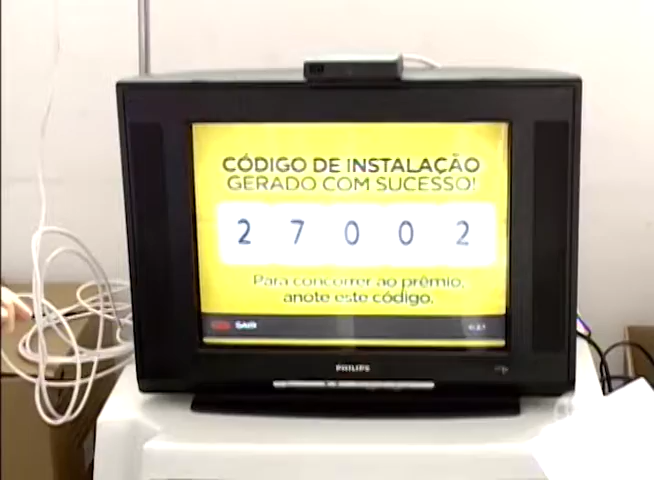 CÓDIGO DE INSTALAÇÃO
GERADO COM SUCESSO!
2 7 0 0 2
Para concorrer ao prêmio,
anote este código.
SAIR
PHILIPS